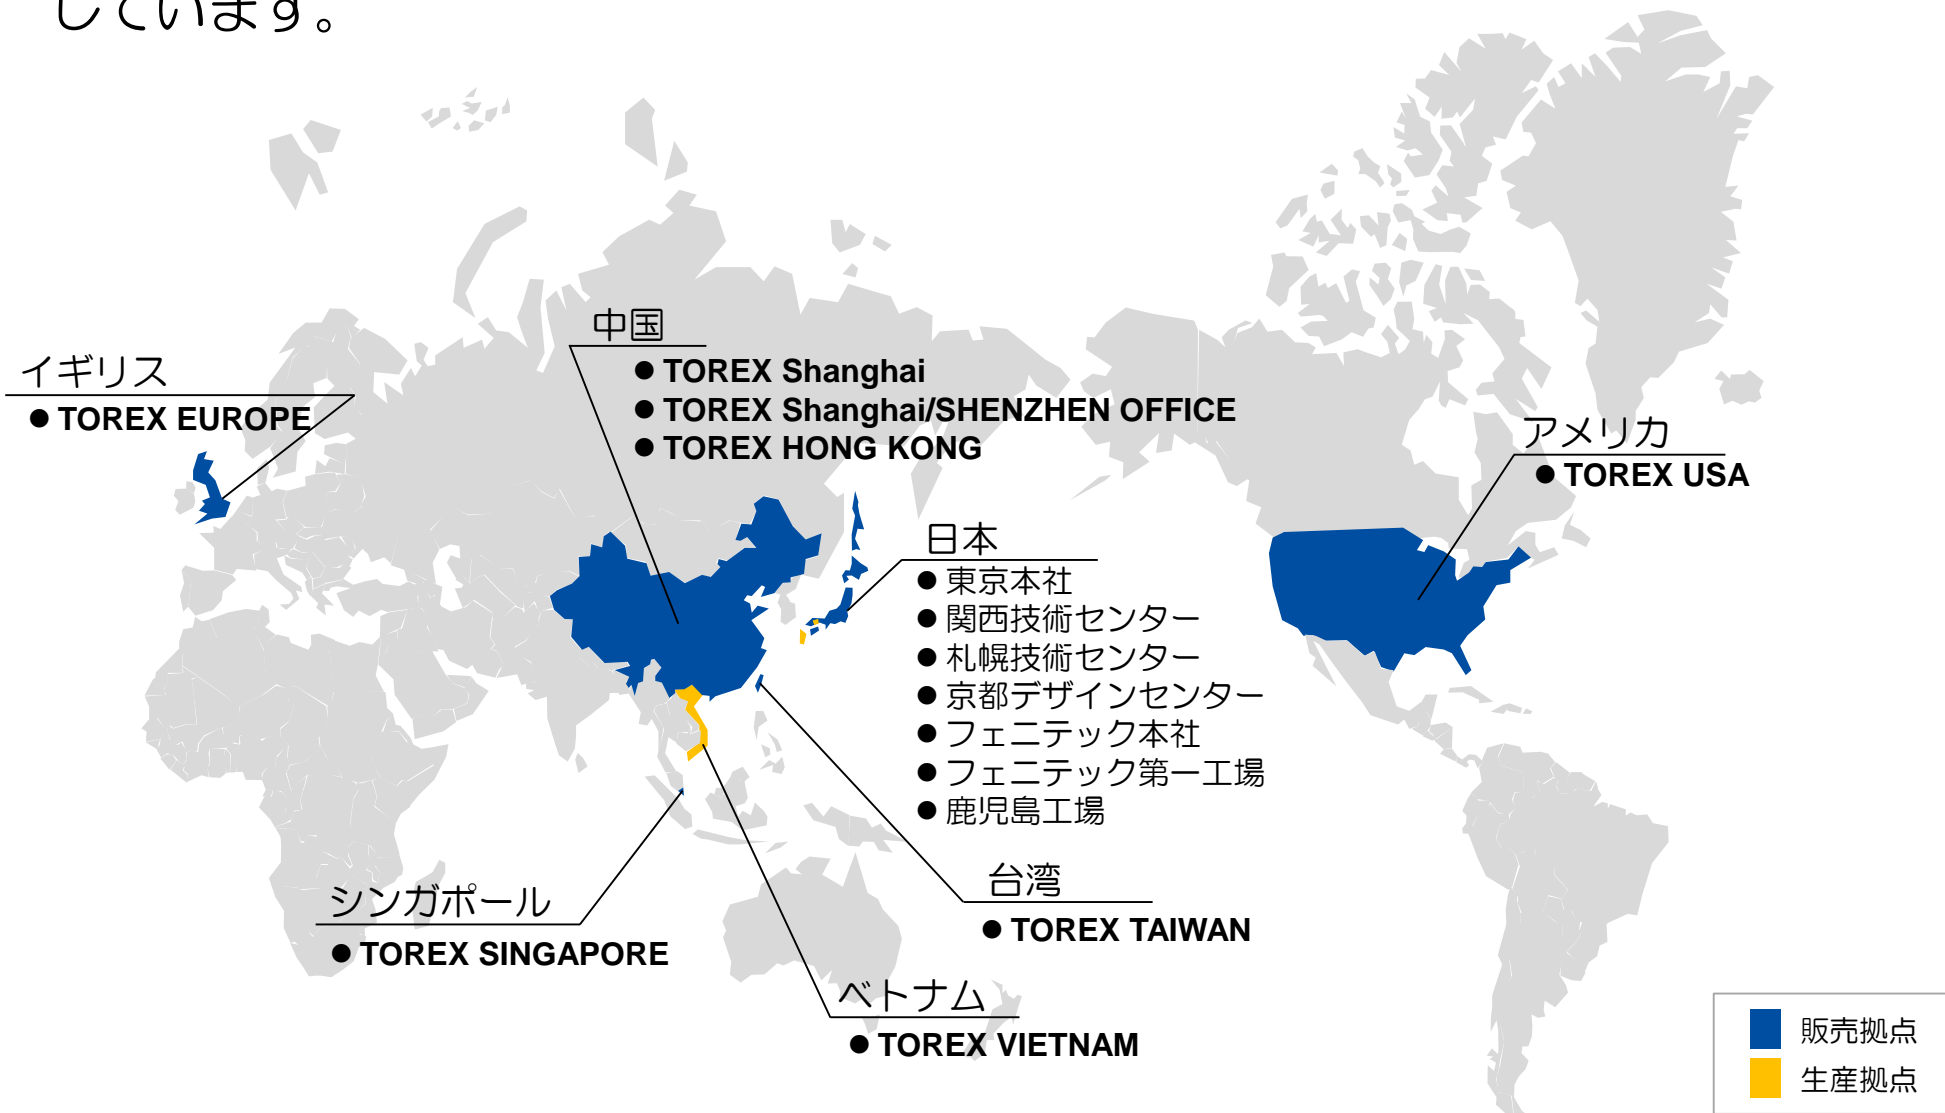 しています。
中国
● TOREX Shanghai
● TOREX Shanghai/SHENZHEN OFFICE
● TOREX HONG KONG
イギリス
● TOREX EUROPE
アメリカ
● TOREX USA
日本
● 東京本社
● 関西技術センター
● 札幌技術センター
● 京都デザインセンター
● フェニテック本社
● フェニテック第一工場
● 鹿児島工場
台湾
● TOREX TAIWAN
シンガポール
● TOREX SINGAPORE
ベトナム
● TOREX VIETNAM
販売拠点
生産拠点